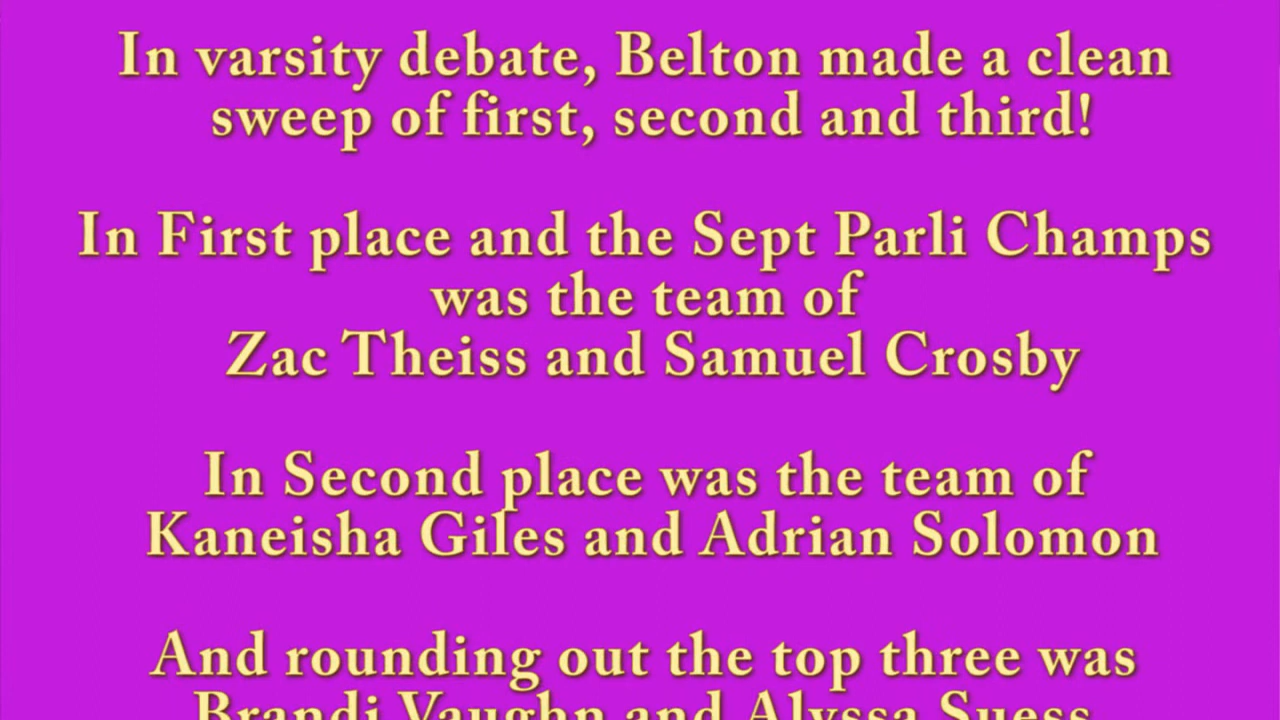 In varsity debate, Belton made a clean
sweep of first, second and third!
In First place and the Sept Parli Champs
was the team of
Zac Theiss and Samuel Crosby
In Second place was the team of
Kaneisha Giles and Adrian Solomon
And rounding out the top three was
Brandi Vaughn and Alyssa Suess